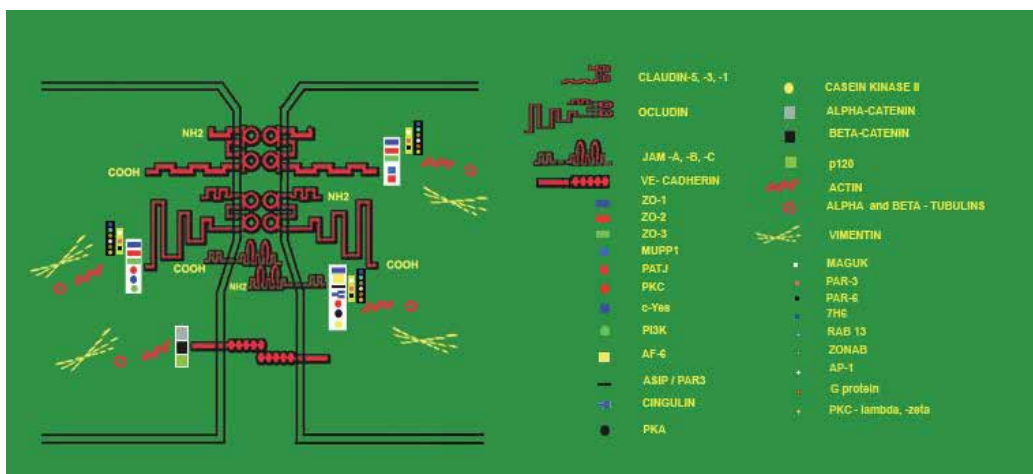 NH2
COOH
NH2
COOH
COOH
NH2
CLAUDIN-5, -3, -1
OCLUDIN
JAM -A, -B, -C
VE- CADHERIN
ZO-1
ZO-2
ZO-3
MUPP1
PATJ
PKC
c-Yes
PI3K
AF-6
ASIP / PAR3
CINGULIN
PKA
CASEIN KINASE II
ALPHA-CATENIN
BETA-CATENIN
p120
ACTIN
ALPHA and BETA - TUBULINS
VIMENTIN
MAGUK
PAR-3
PAR-6
7H6
RAB 13
ZONAB
AP-1
G protein
PKC - lambda, -zeta